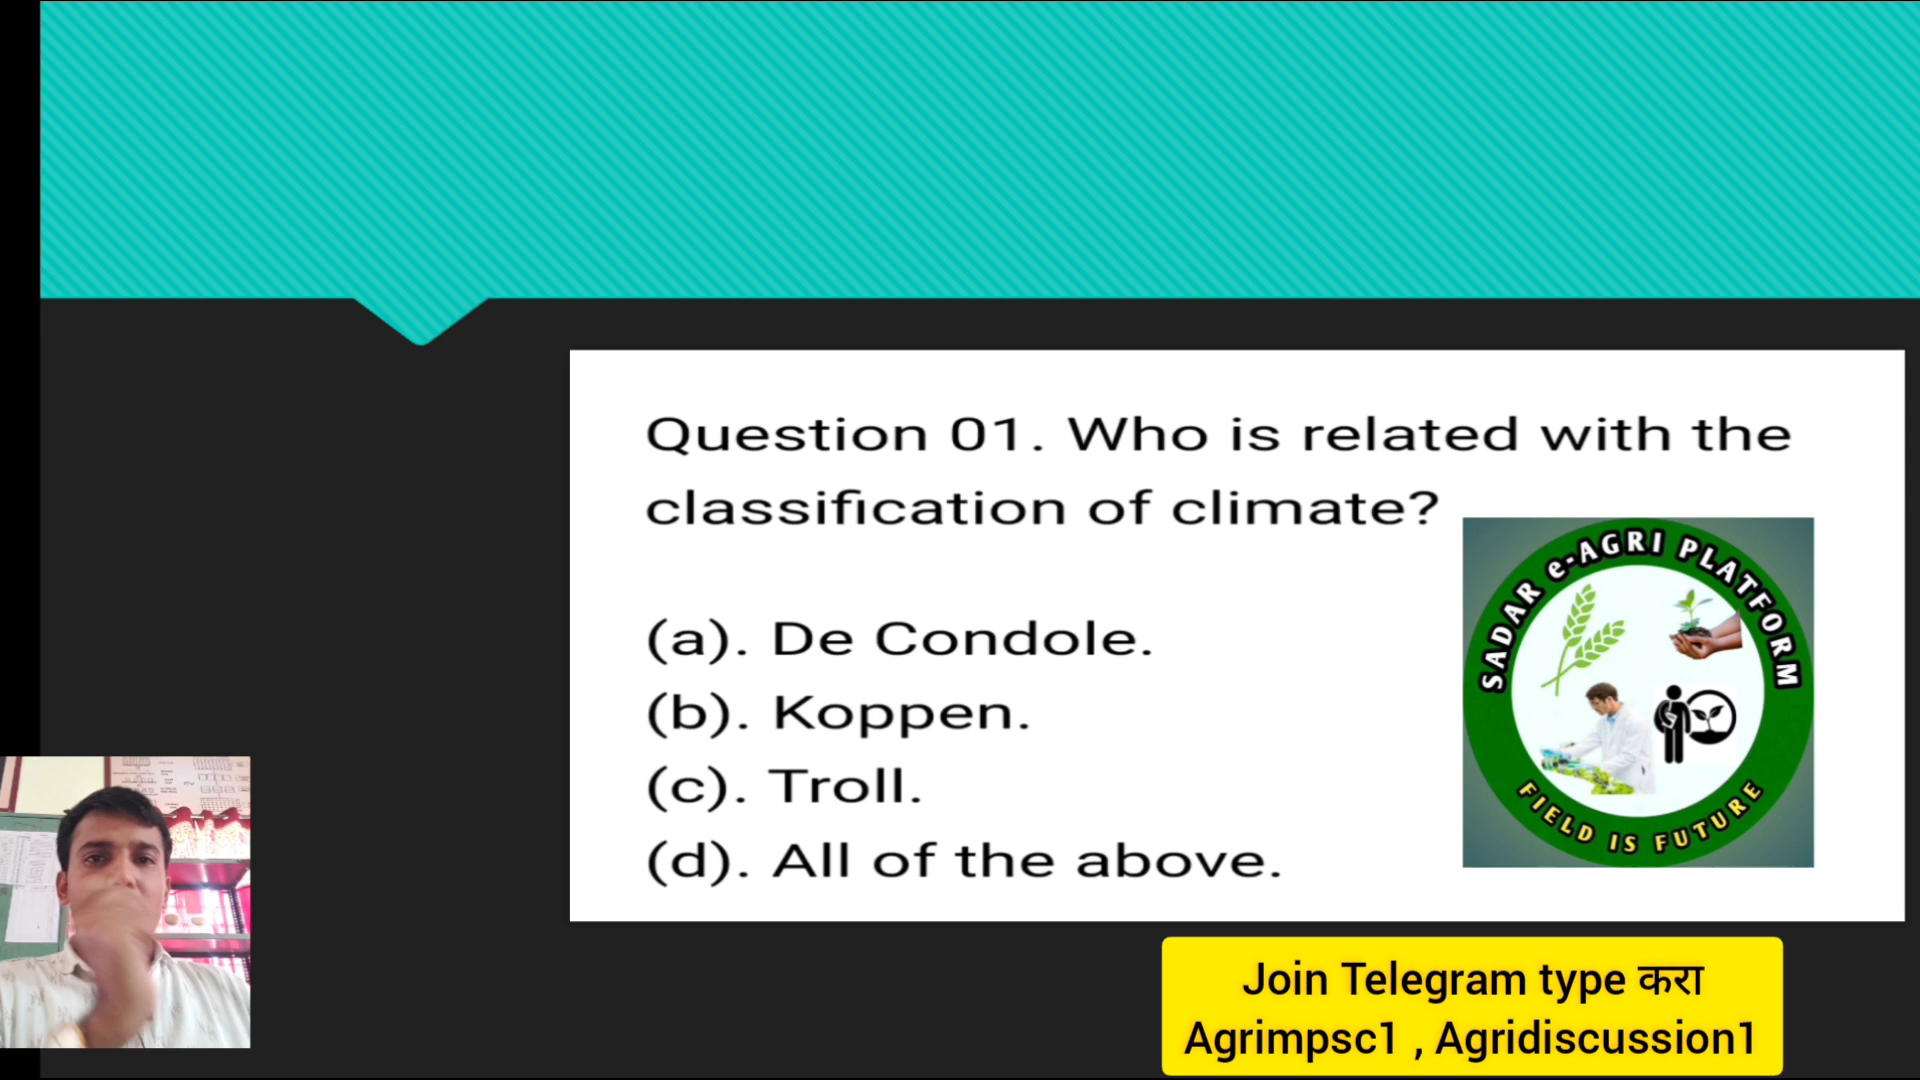 Question 01. Who is related with the
classification of climate?
(a). De Condole.
(b). Koppen.
(c). Troll.
(d). All of the above.
SADAR e-AGRI PLATFORM
FIELD IS FUTURE
Join Telegram type करा
Agrimpsc1 , Agridiscussion1